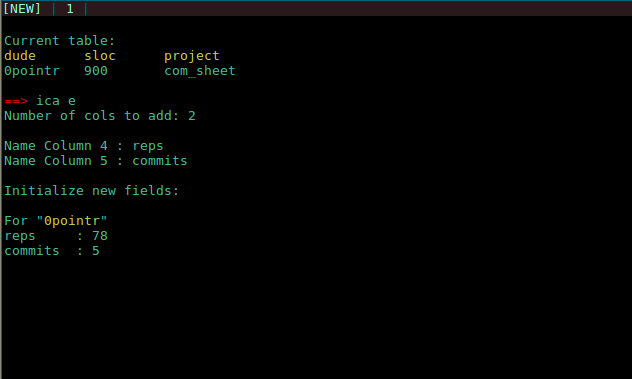 [NEW] | 1 |
Current table:
dude      sloc      project
0pointr   900       com_sheet
==> ica e
Number of cols to add: 2
Name Column 4 : reps
Name Column 5 : commits
Initialize new fields:
For "0pointr"
reps     : 78
commits  : 5